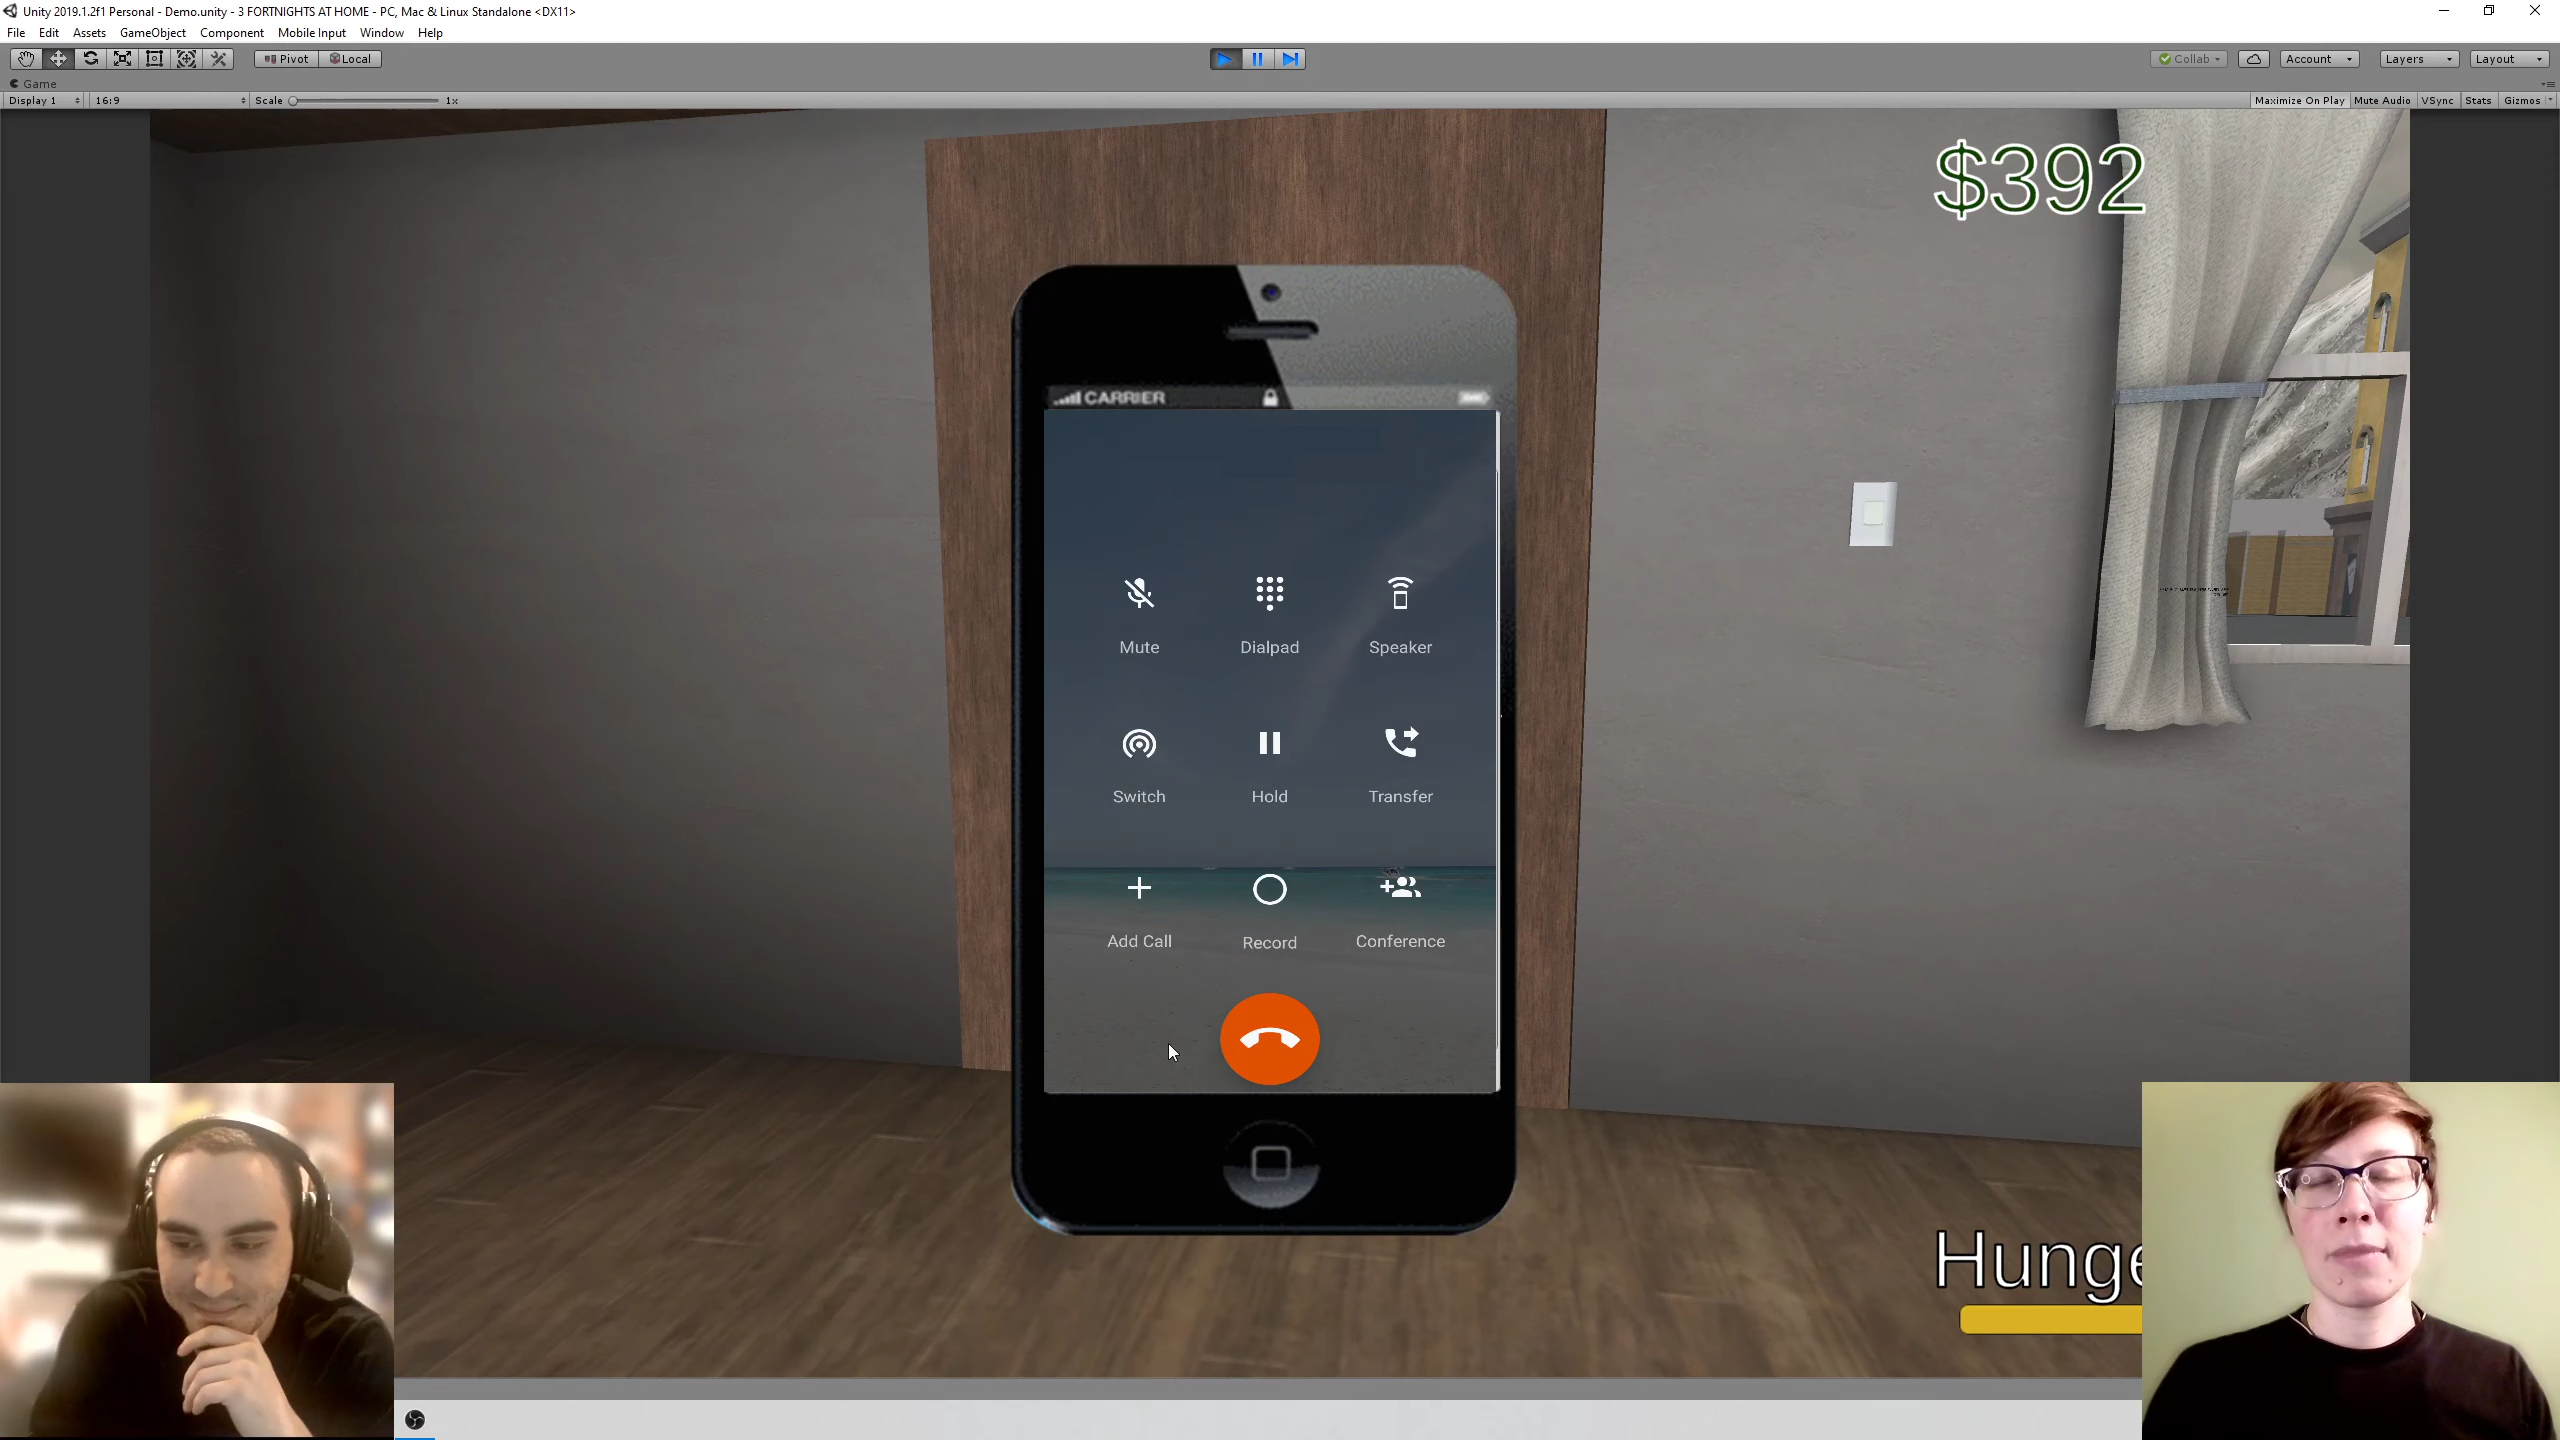 Unity 2019.1.2f1 Personal - Demo.unity - 3 FORTNIGHTS AT HOME - PC, Mac & Linux Standalone <DX11>
File Edit Assets GameObject Component Mobile Input Window Help
Pivot Local Collab Account Layers Layout
Game
Display 1 16:9 Scale 1x Maximize On Play Mute Audio VSync Stats Gizmos
$392
CARRIER
Mute Dialpad Speaker
Switch Hold Transfer
Add Call Record Conference
Hunge